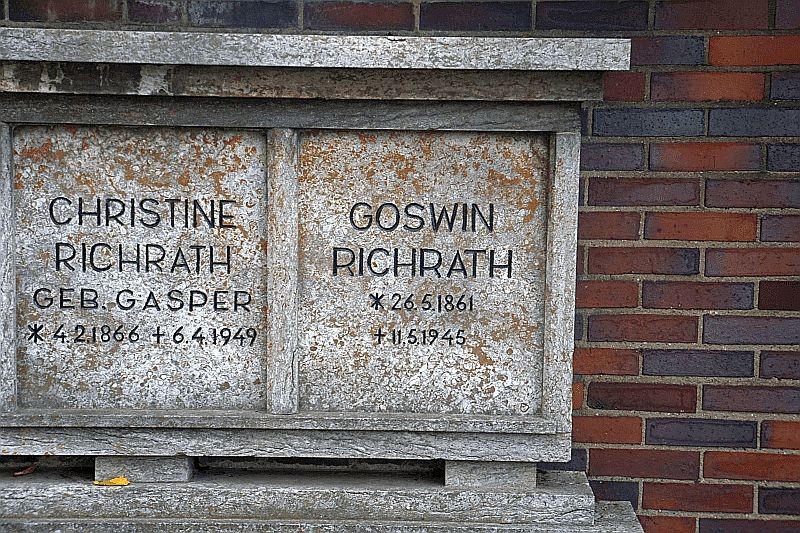 CHRISTINE
RICHRATH
GEB. GASPER
* 4.2.1866 + 6.4.1949
GOSWIN
RICHRATH
* 26.5.1861
+ 11.5.1945